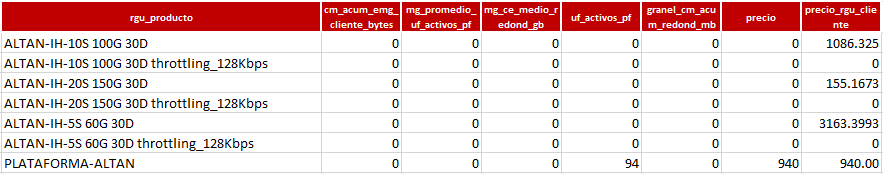 rgu_producto cm_acum_emg_cliente_bytes mg_promedio_uf_activos_pf mg_ce_medio_redond_gb uf_activos_pf granel_cm_acum_redond_mb precio precio_rgu_cliente
ALTAN-IH-10S 100G 30D 0 0 0 0 0 0 1086.325
ALTAN-IH-10S 100G 30D throttling_128Kbps 0 0 0 0 0 0 0
ALTAN-IH-20S 150G 30D 0 0 0 0 0 0 155.1673
ALTAN-IH-20S 150G 30D throttling_128Kbps 0 0 0 0 0 0 0
ALTAN-IH-5S 60G 30D 0 0 0 0 0 0 3163.3993
ALTAN-IH-5S 60G 30D throttling_128Kbps 0 0 0 0 0 0 0
PLATAFORMA-ALTAN 0 0 0 94 0 940 940.00